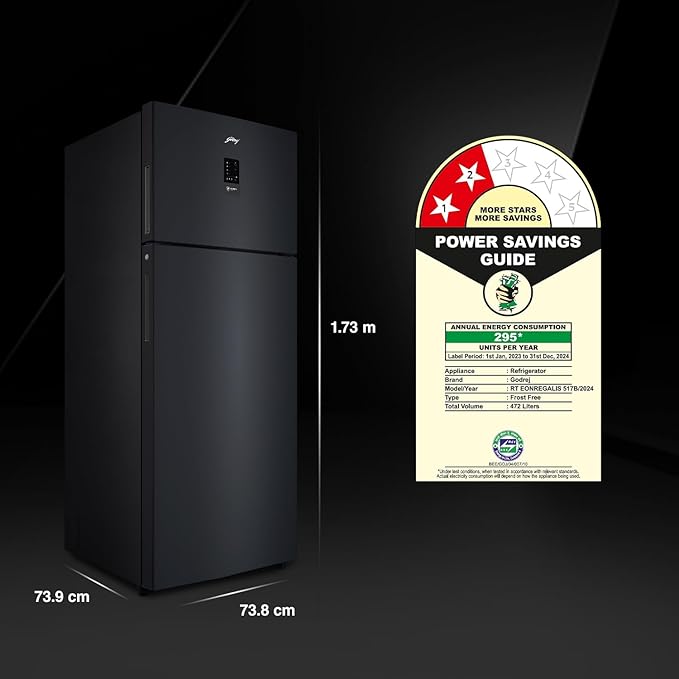 Godrej
1.73 m
73.9 cm
73.8 cm
1
2
3
4
5
MORE STARS
MORE SAVINGS
POWER SAVINGS
GUIDE
ANNUAL ENERGY CONSUMPTION
295*
UNITS PER YEAR
Label Period: 1st Jan, 2023 to 31st Dec, 2024
Appliance : Refrigerator
Brand : Godrej
Model/Year : RT EONREGALIS 517B/2024
Type : Frost Free
Total Volume : 472 Liters
*Under test conditions, when tested in accordance with relevant standards.
Actual electricity consumption will depend on how the appliance being used.